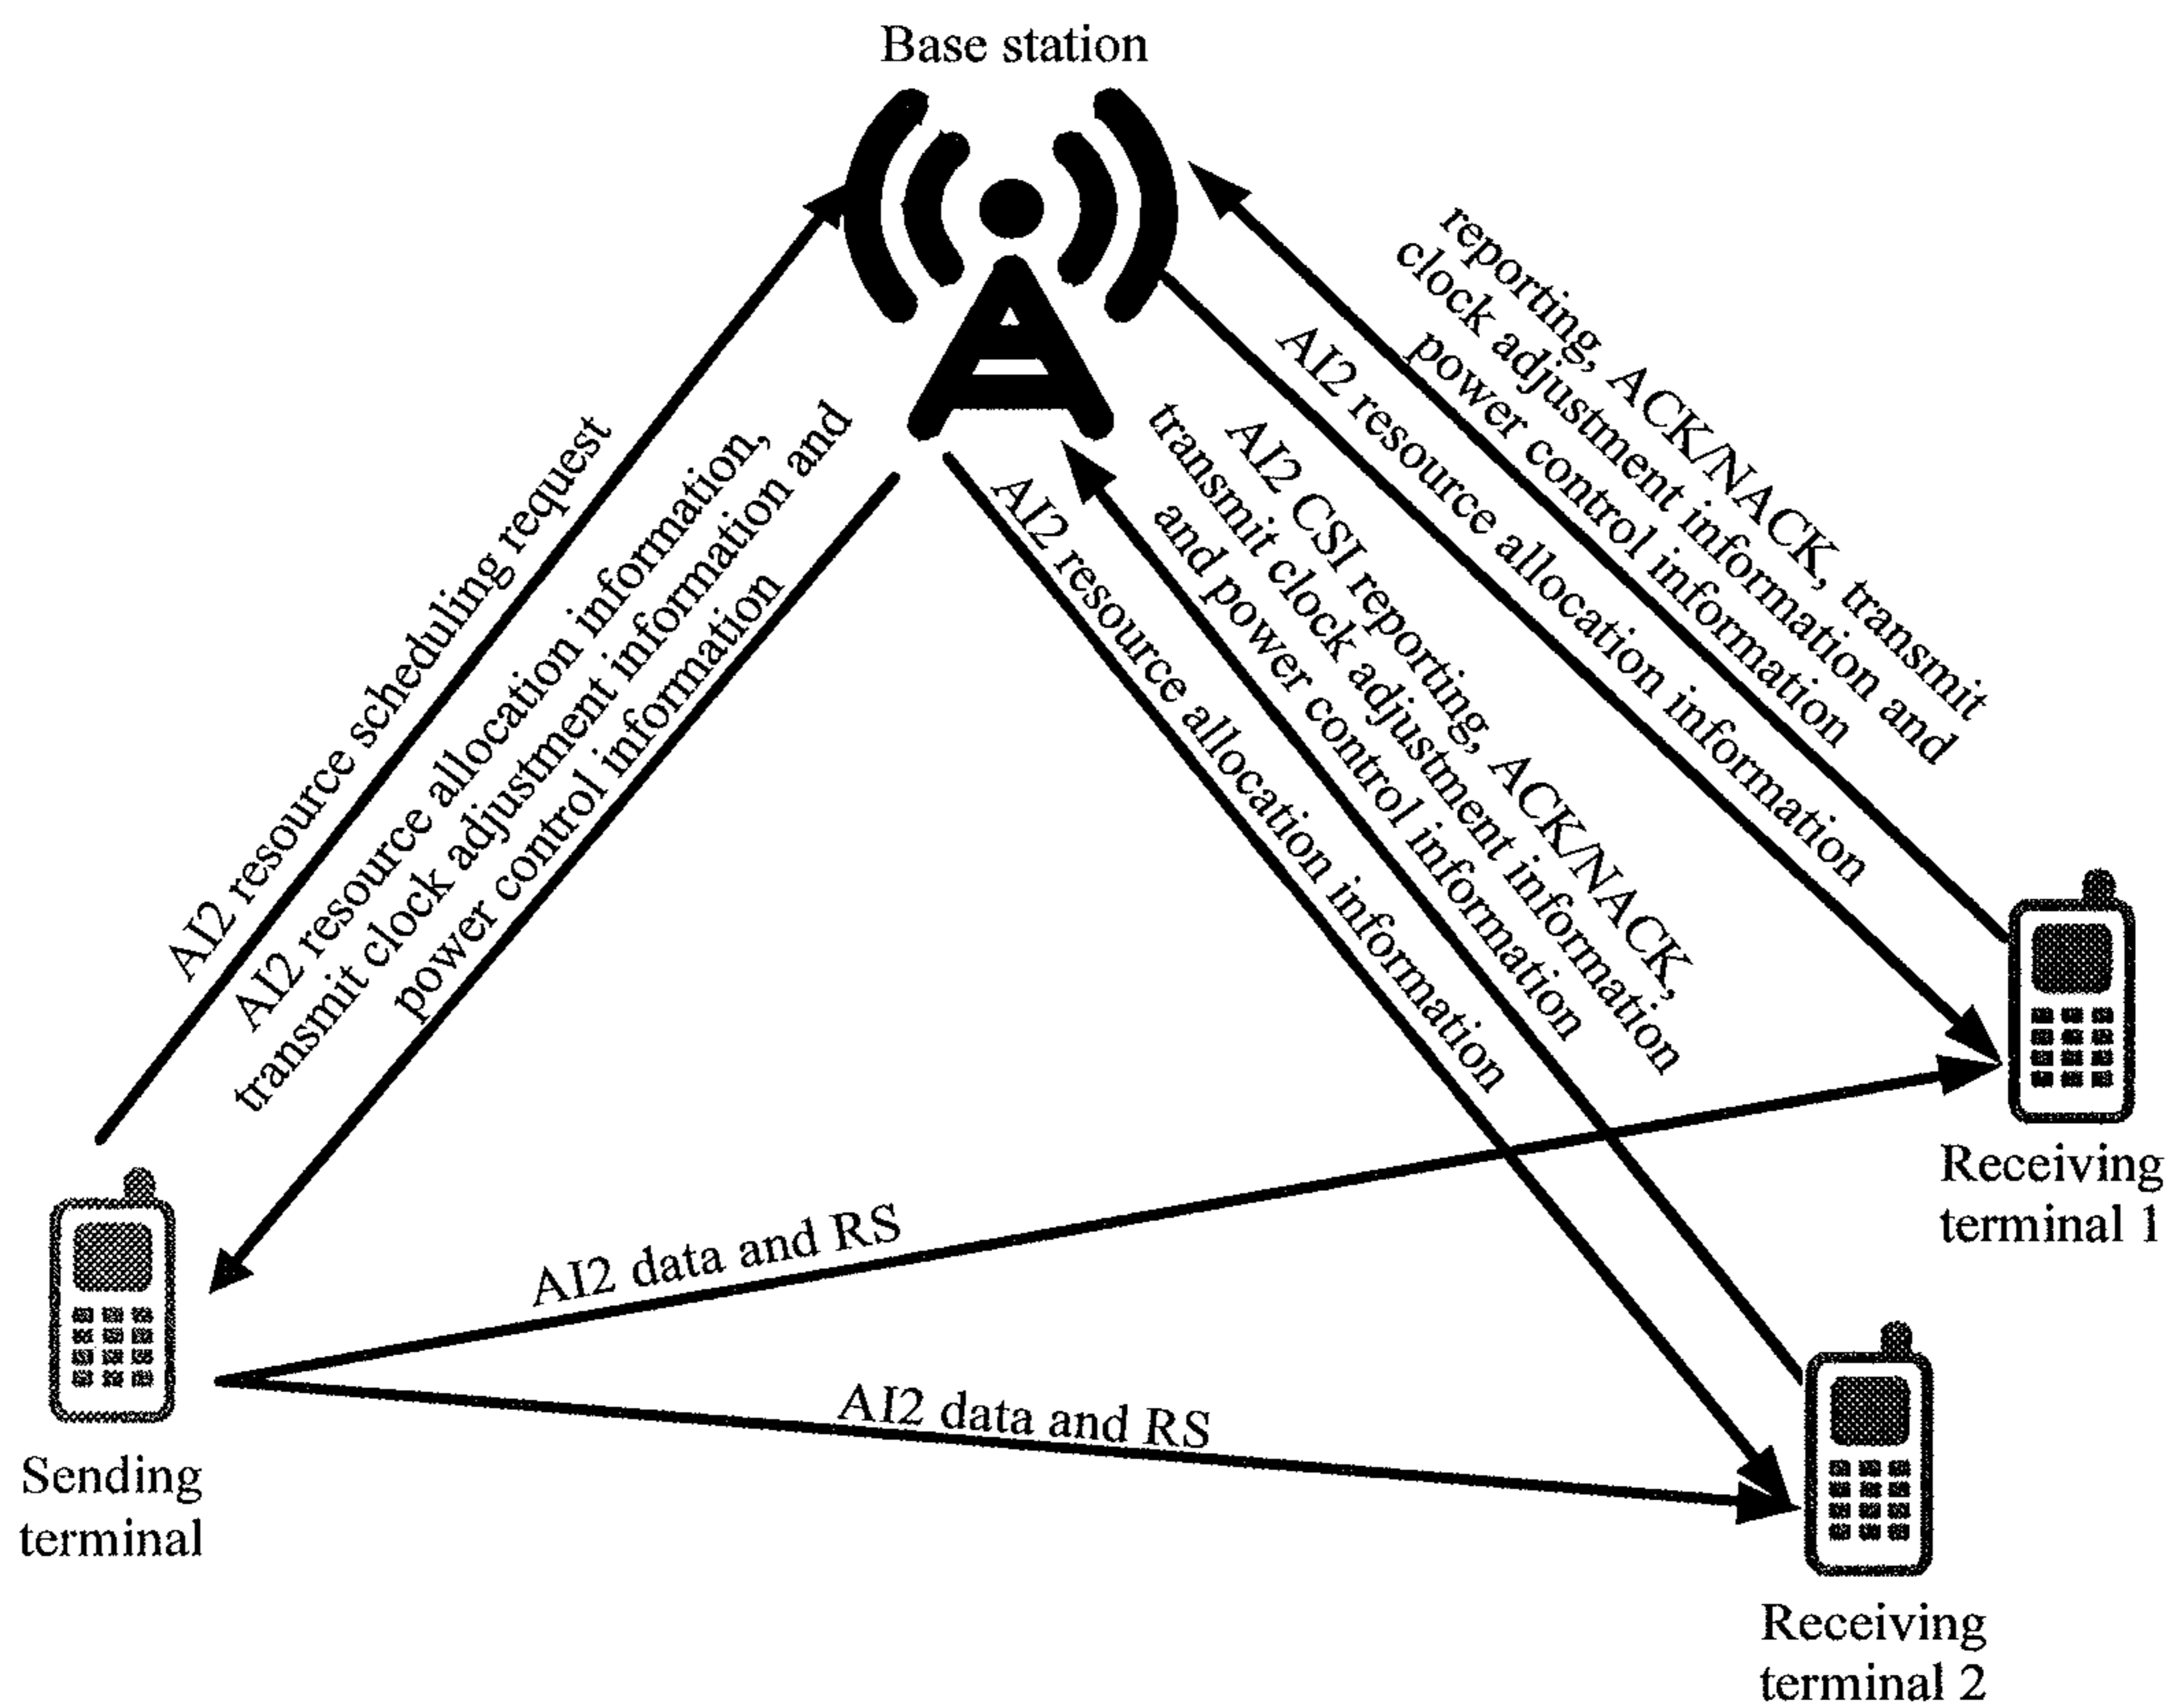 Base station
AI2 resource scheduling request
AI2 resource allocation information,
transmit clock adjustment information and
power control information
AI2 resource allocation information
AI2 CSI reporting, ACK/NACK,
transmit clock adjustment information
and power control information
AI2 resource allocation information
reporting, ACK/NACK, transmit
clock adjustment information and
power control information
AI2 data and RS
AI2 data and RS
Sending
terminal
Receiving
terminal 1
Receiving
terminal 2